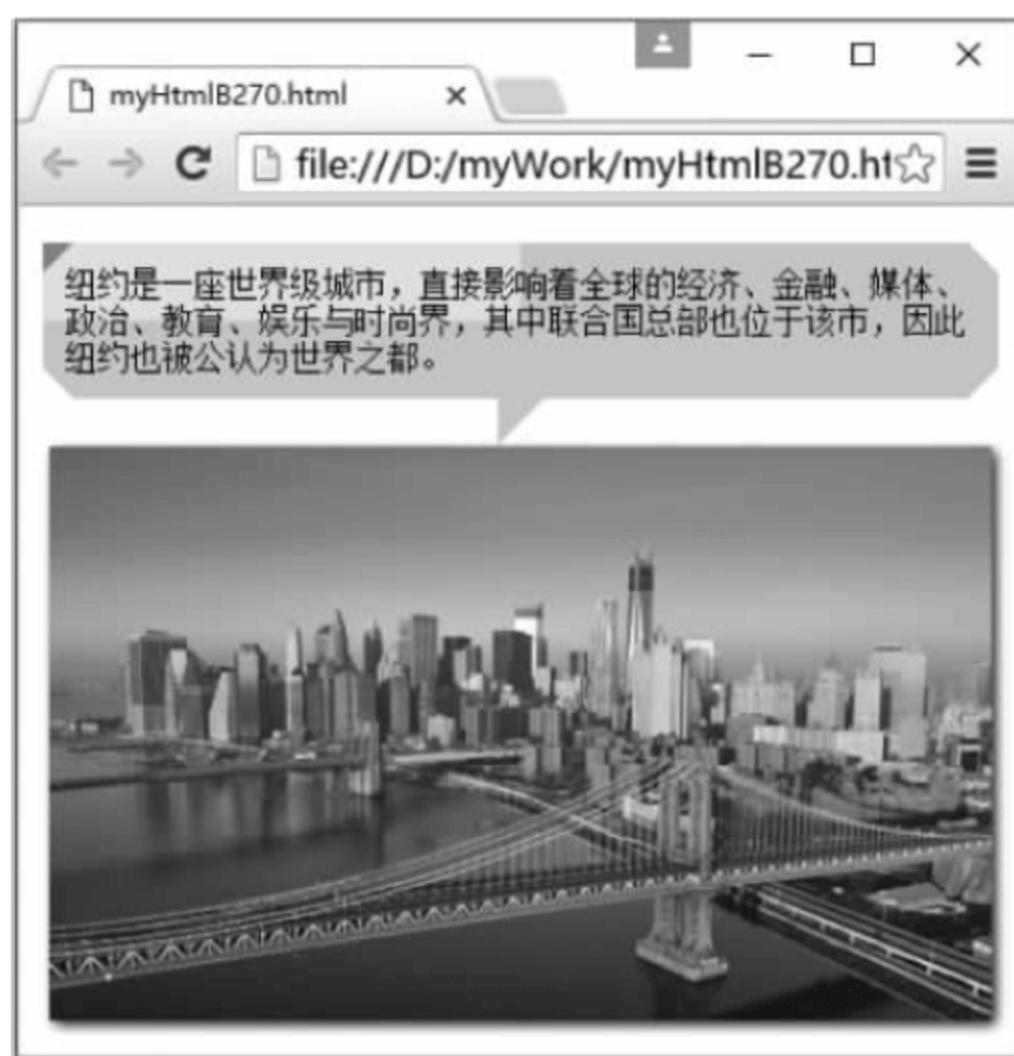 myHtmlB270.html
file:///D:/myWork/myHtmlB270.ht
纽约是一座世界级城市，直接影响着全球的经济、金融、媒体、
政治、教育、娱乐与时尚界，其中联合国总部也位于该市，因此
纽约也被公认为世界之都。